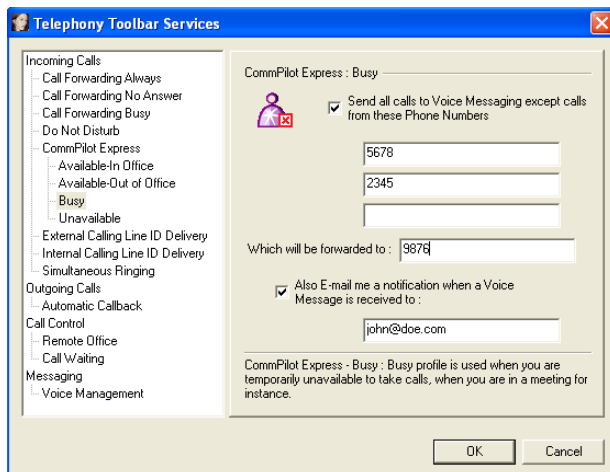 Telephony Toolbar Services
Incoming Calls
Call Forwarding Always
Call Forwarding No Answer
Call Forwarding Busy
Do Not Disturb
CommPilot Express
Available-In Office
Available-Out of Office
Busy
Unavailable
External Calling Line ID Delivery
Internal Calling Line ID Delivery
Simultaneous Ringing
Outgoing Calls
Automatic Callback
Call Control
Remote Office
Call Waiting
Messaging
Voice Management
CommPilot Express : Busy
Send all calls to Voice Messaging except calls
from these Phone Numbers
5678
2345
Which will be forwarded to : 9876
Also E-mail me a notification when a Voice
Message is received to :
john@doe.com
CommPilot Express - Busy : Busy profile is used when you are
temporarily unavailable to take calls, when you are in a meeting for
instance.
OK Cancel